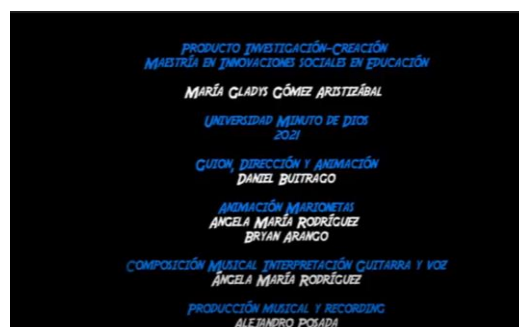 Producto Investigación-Creación
Maestría en Innovaciones sociales en Educación
María Gladys Gómez Aristizábal
Universidad Minuto de Dios
2021
Guion, Dirección y Animación
Daniel Buitrago
Animación Marionetas
Angela María Rodríguez
Bryan Arango
Composición Musical Interpretación Guitarra y voz
Ángela María Rodríguez
Producción musical y recording
Alejandro Posada